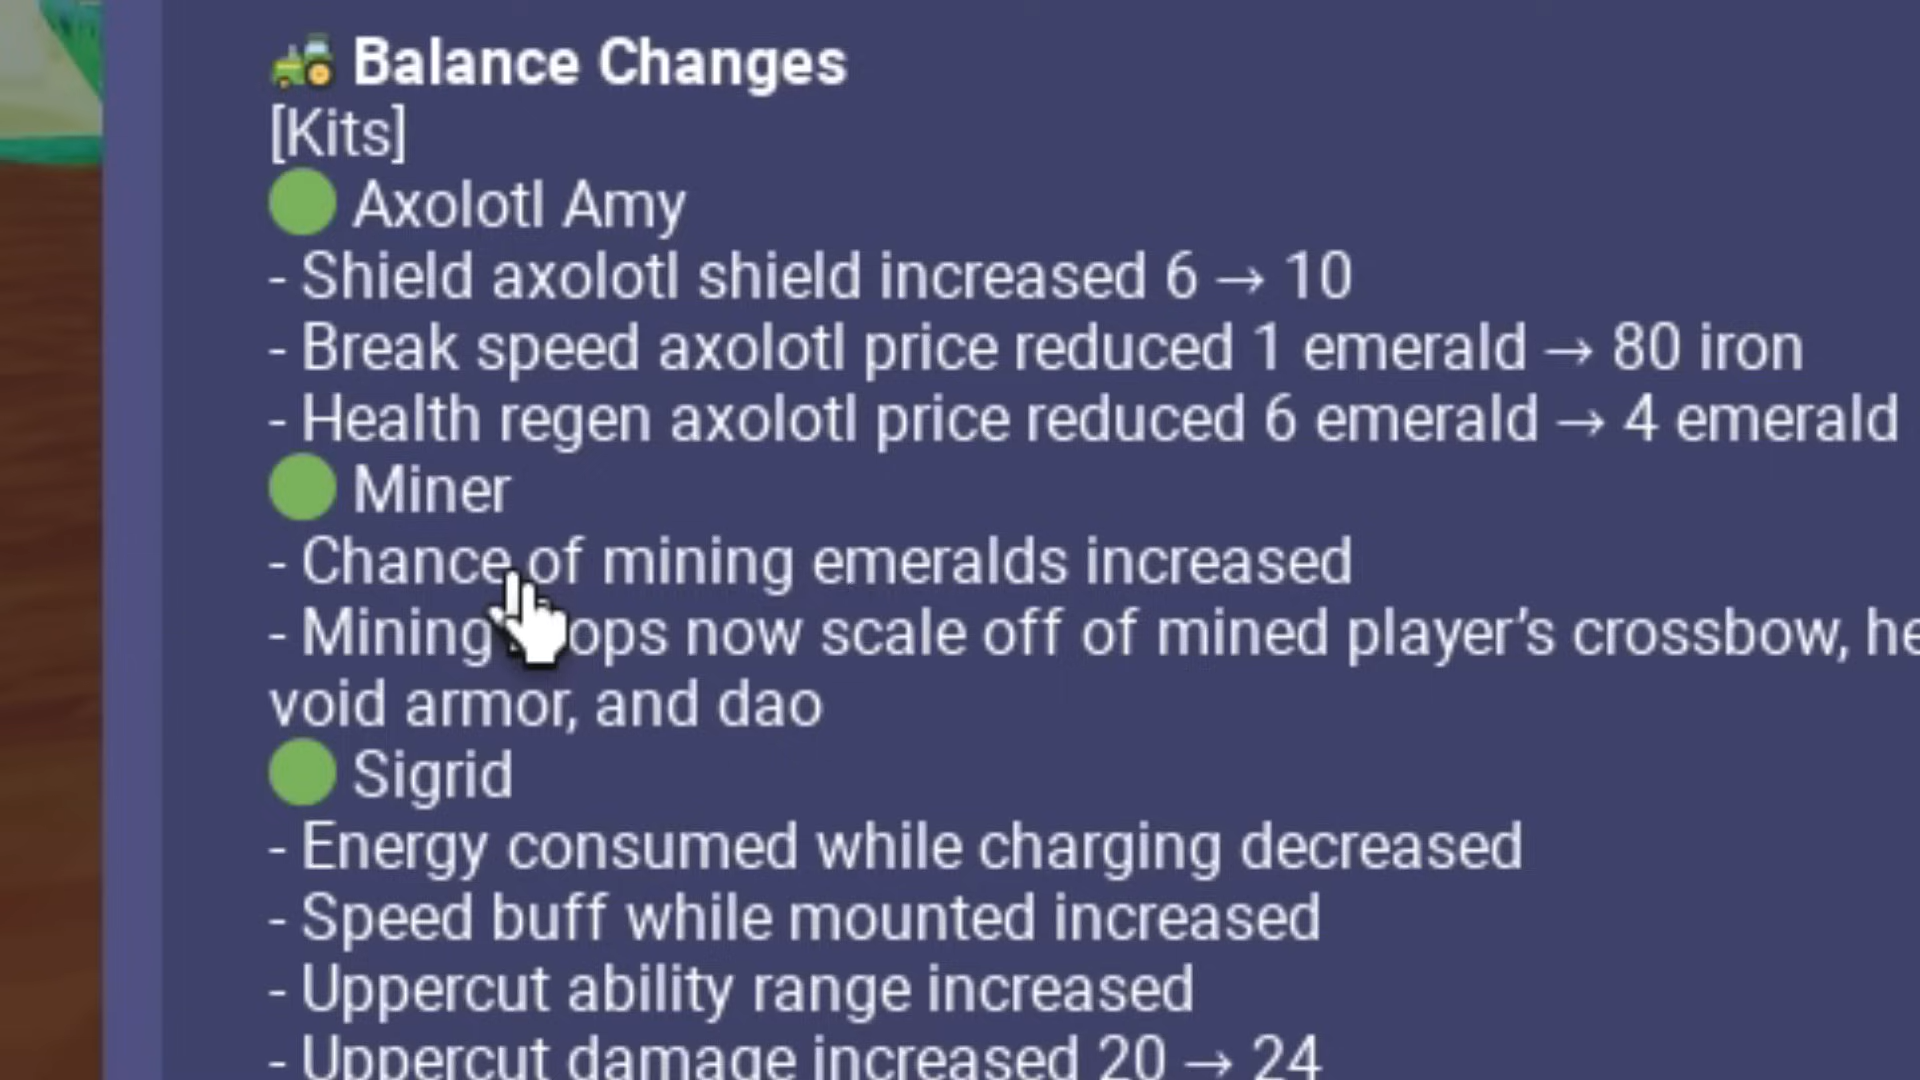 Balance Changes
[Kits]
Axolotl Amy
- Shield axolotl shield increased 6 → 10
- Break speed axolotl price reduced 1 emerald → 80 iron
- Health regen axolotl price reduced 6 emerald → 4 emerald
Miner
- Chance of mining emeralds increased
- Mining now scale off of mined player’s crossbow,
void armor, and dao
Sigrid
- Energy consumed while charging decreased
- Speed buff while mounted increased
- Uppercut ability range increased
- Uppercut damage increased 20 → 24